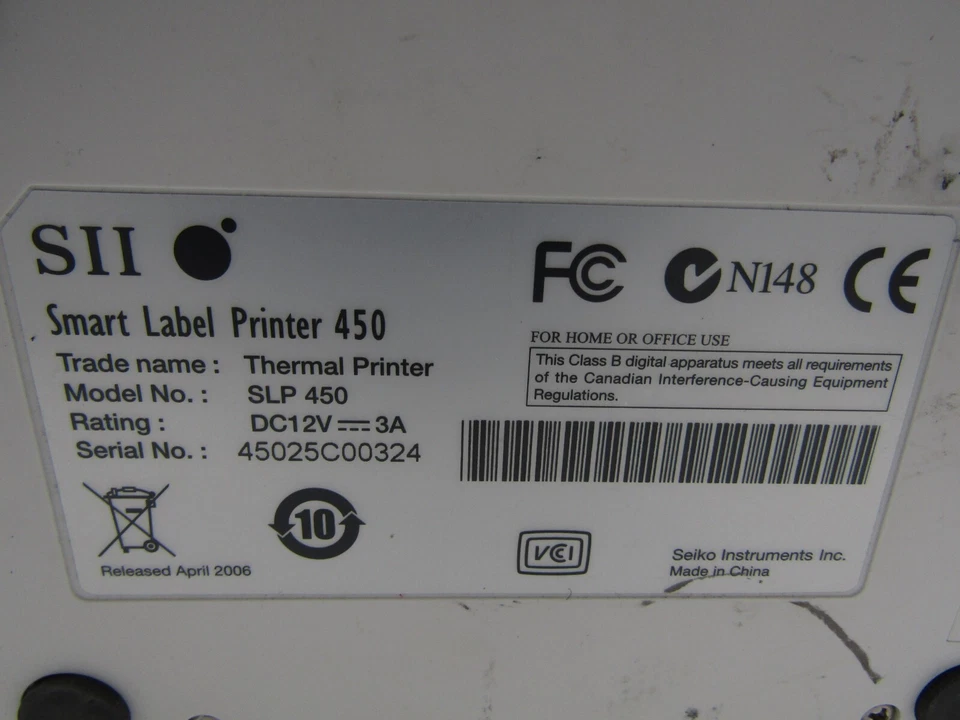 SII
FC
N148
CE
Smart Label Printer 450
Trade name : Thermal Printer
Model No. : SLP 450
Rating : DC12V ⎓ 3A
Serial No. : 45025C00324
FOR HOME OR OFFICE USE
This Class B digital apparatus meets all requirements
of the Canadian Interference-Causing Equipment
Regulations.
10
Released April 2006
VCI
Seiko Instruments Inc.
Made in China